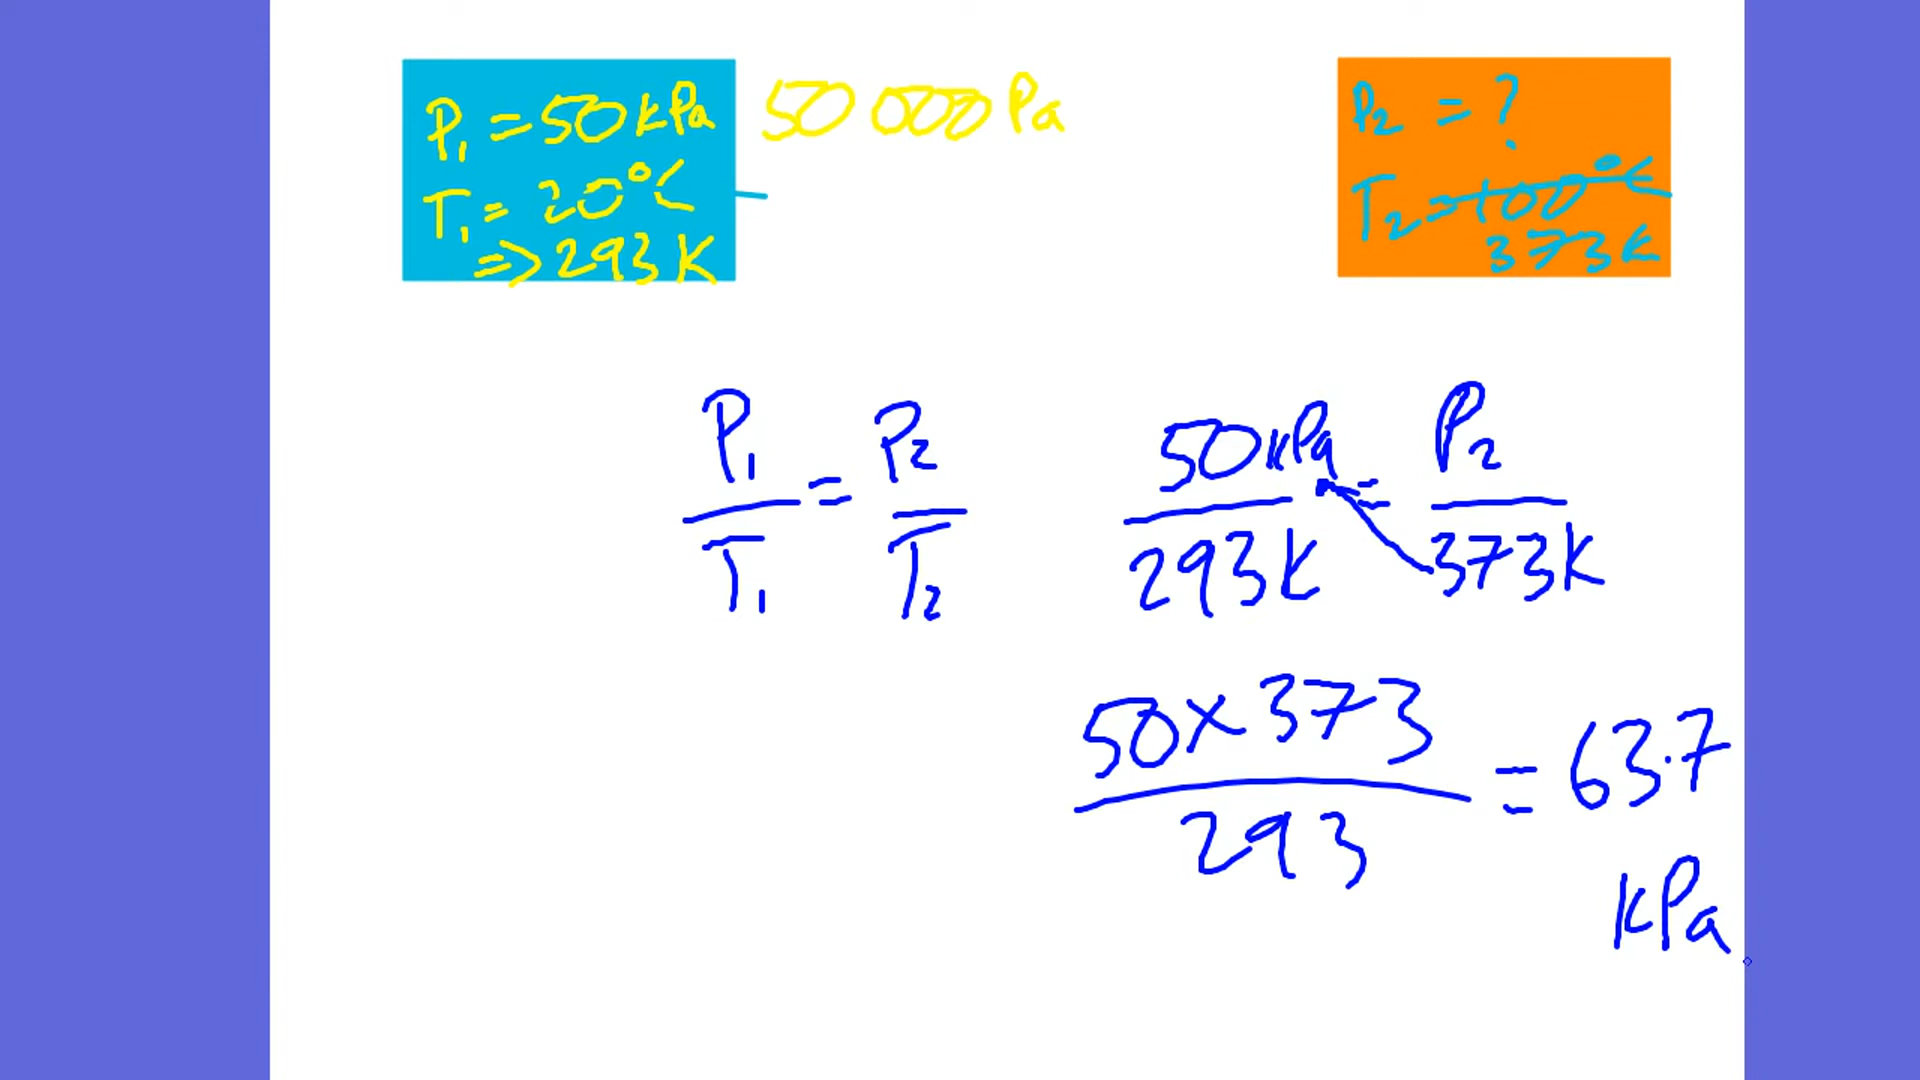 P₁ = 50 kPa 50 000 Pa
T₁ = 20°C
=> 293 K
P₂ = ?
T₂ = 100°C
373 K
P₁/T₁ = P₂/T₂
50 kPa/293 K = P₂/373 K
50 x 373/293 = 63.7
kPa